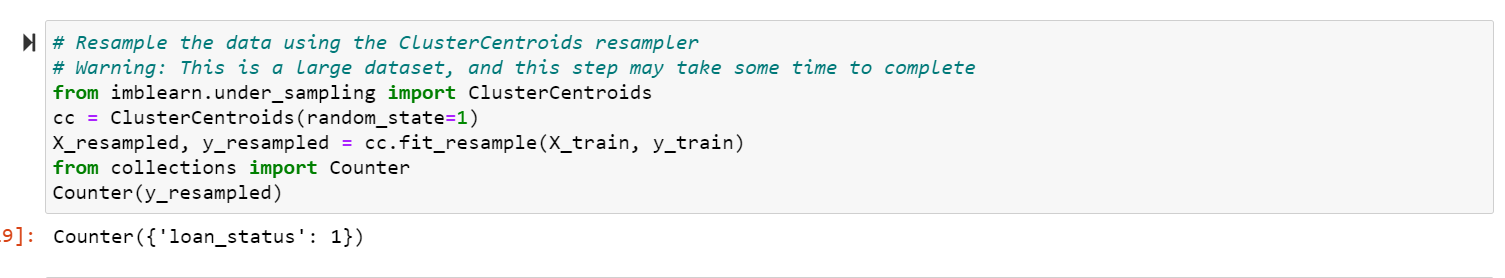 # Resample the data using the ClusterCentroids resampler
# Warning: This is a large dataset, and this step may take some time to complete
from imblearn.under_sampling import ClusterCentroids
cc = ClusterCentroids(random_state=1)
X_resampled, y_resampled = cc.fit_resample(X_train, y_train)
from collections import Counter
Counter(y_resampled)
9]: Counter({'loan_status': 1})